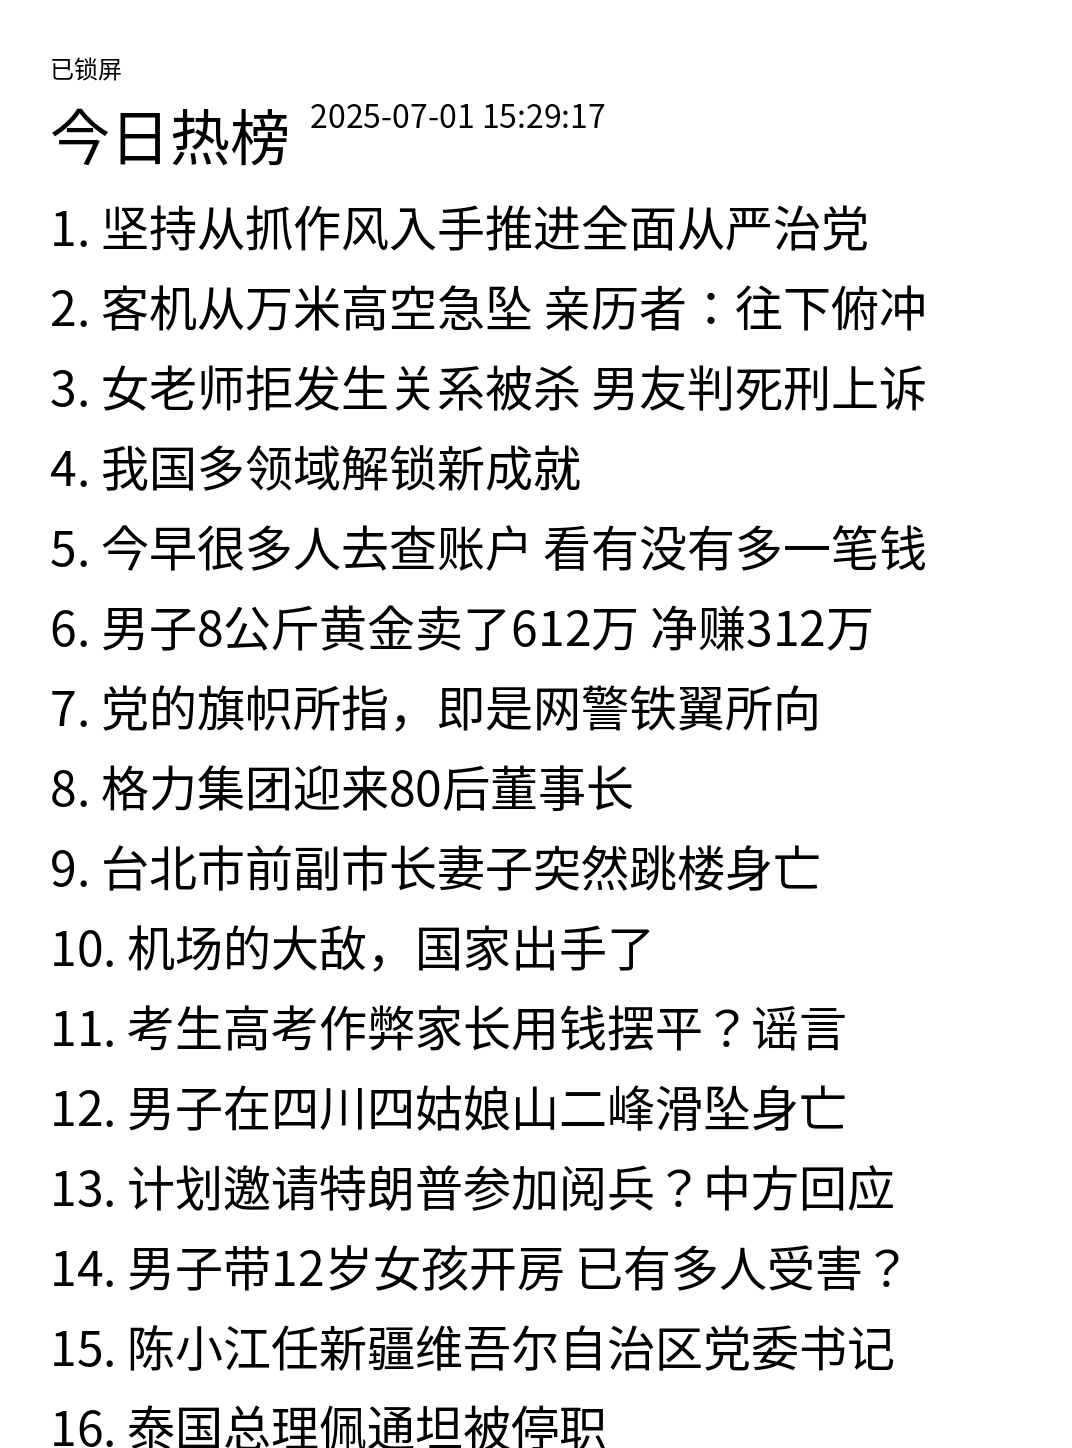 已锁屏
今日热榜 2025-07-01 15:29:17
1. 坚持从抓作风入手推进全面从严治党
2. 客机从万米高空急坠 亲历者：往下俯冲
3. 女老师拒发生关系被杀 男友判死刑上诉
4. 我国多领域解锁新成就
5. 今早很多人去查账户 看有没有多一笔钱
6. 男子8公斤黄金卖了612万 净赚312万
7. 党的旗帜所指，即是网警铁翼所向
8. 格力集团迎来80后董事长
9. 台北市前副市长妻子突然跳楼身亡
10. 机场的大敌，国家出手了
11. 考生高考作弊家长用钱摆平？谣言
12. 男子在四川四姑娘山二峰滑坠身亡
13. 计划邀请特朗普参加阅兵？中方回应
14. 男子带12岁女孩开房 已有多人受害？
15. 陈小江任新疆维吾尔自治区党委书记
16. 泰国总理佩通坦被停职